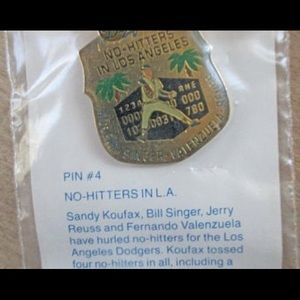 NO-HITTERS
IN LOS ANGELES
PIN #4
NO-HITTERS IN L.A.
Sandy Koufax, Bill Singer, Jerry
Reuss and Fernando Valenzuela
have hurled no-hitters for the Los
Angeles Dodgers. Koufax tossed
four no-hitters in all, including a